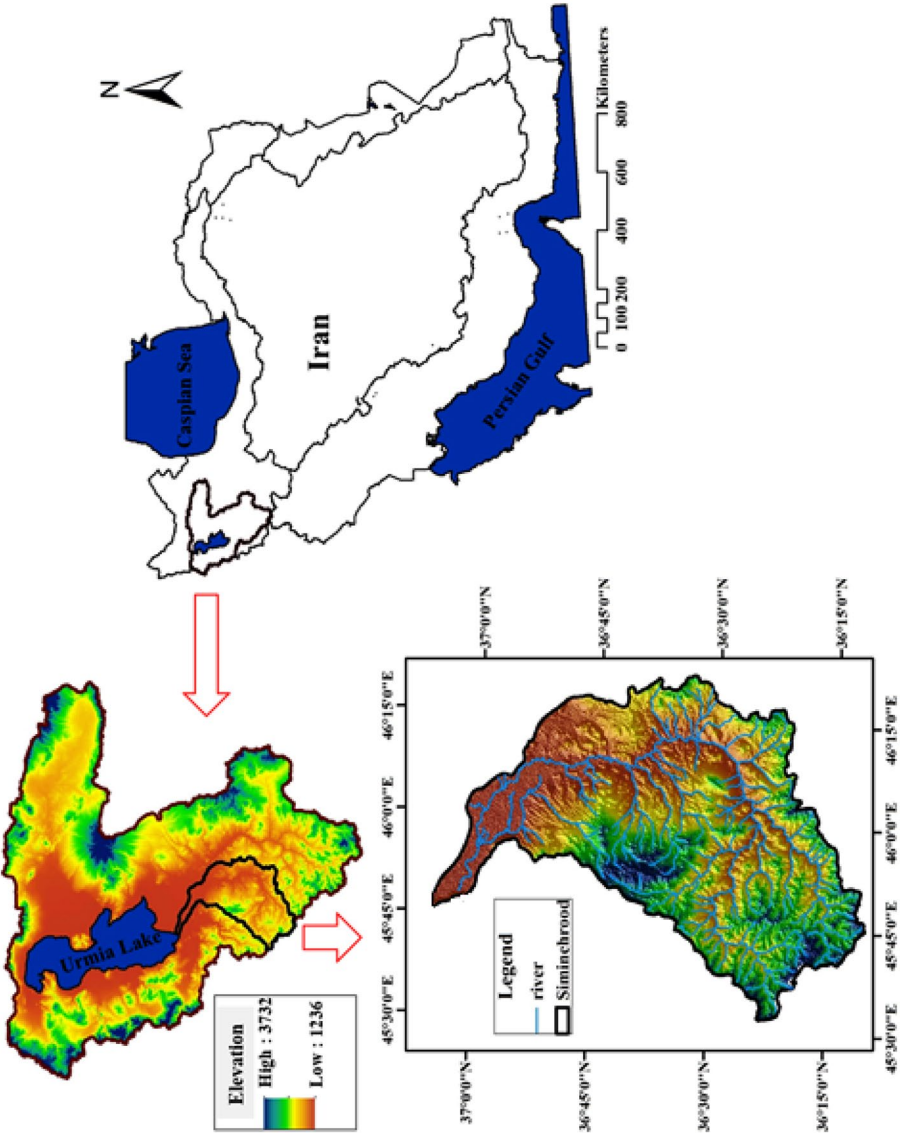 N
Caspian Sea
Iran
Persian Gulf
0 100 200 400 600 800
Kilometers
Urmia Lake
Elevation
High : 3732
Low : 1236
45°30'0"E 45°45'0"E 46°0'0"E 46°15'0"E
37°0'0"N 37°0'0"N
36°45'0"N 36°45'0"N
36°30'0"N 36°30'0"N
36°15'0"N 36°15'0"N
Legend
river
Siminchrood
45°30'0"E 45°45'0"E 46°0'0"E 46°15'0"E